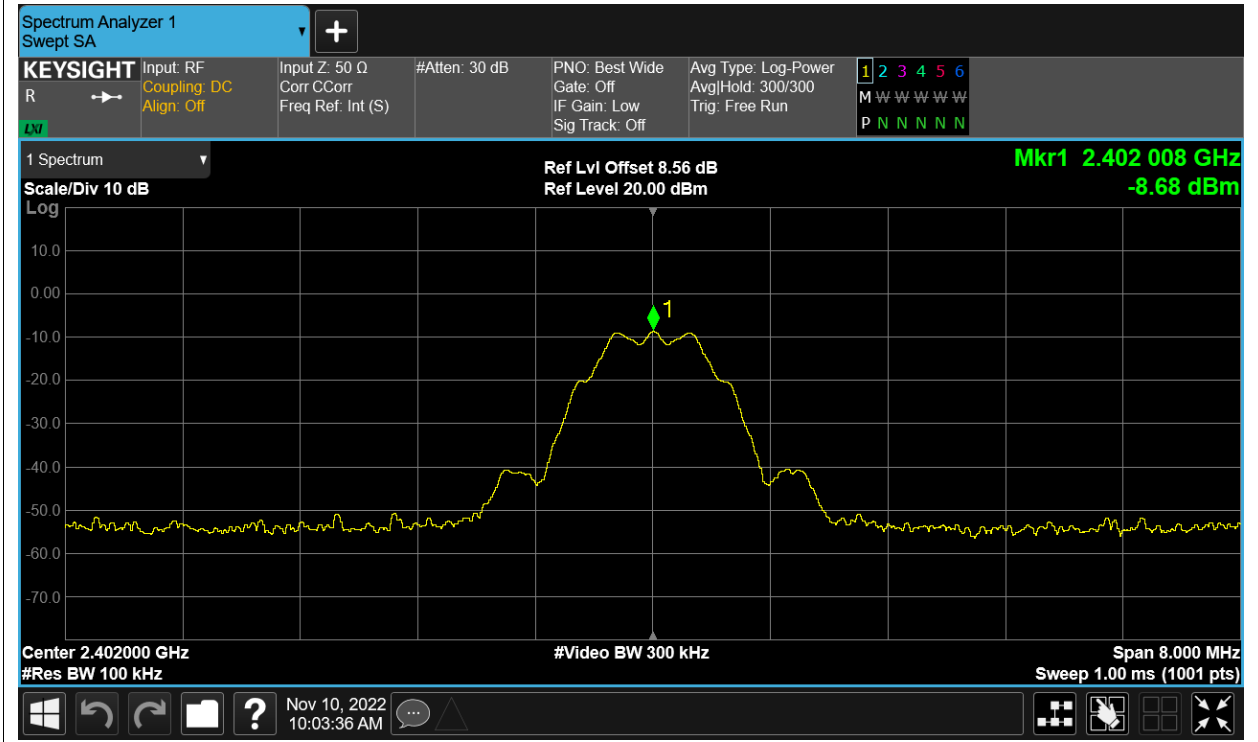 Spectrum Analyzer 1
Swept SA
KEYSIGHT
R
LXI
Input: RF
Coupling: DC
Align: Off
Input Z: 50 Ω
Corr CCorr
Freq Ref: Int (S)
#Atten: 30 dB
PNO: Best Wide
Gate: Off
IF Gain: Low
Sig Track: Off
Avg Type: Log-Power
Avg|Hold: 300/300
Trig: Free Run
1 2 3 4 5 6
M W W W W W
P N N N N N
1 Spectrum
Scale/Div 10 dB
Log
Ref Lvl Offset 8.56 dB
Ref Level 20.00 dBm
Mkr1 2.402 008 GHz
-8.68 dBm
1
10.0
0.00
-10.0
-20.0
-30.0
-40.0
-50.0
-60.0
-70.0
Center 2.402000 GHz
#Video BW 300 kHz
Span 8.000 MHz
#Res BW 100 kHz
Sweep 1.00 ms (1001 pts)
?
Nov 10, 2022
10:03:36 AM